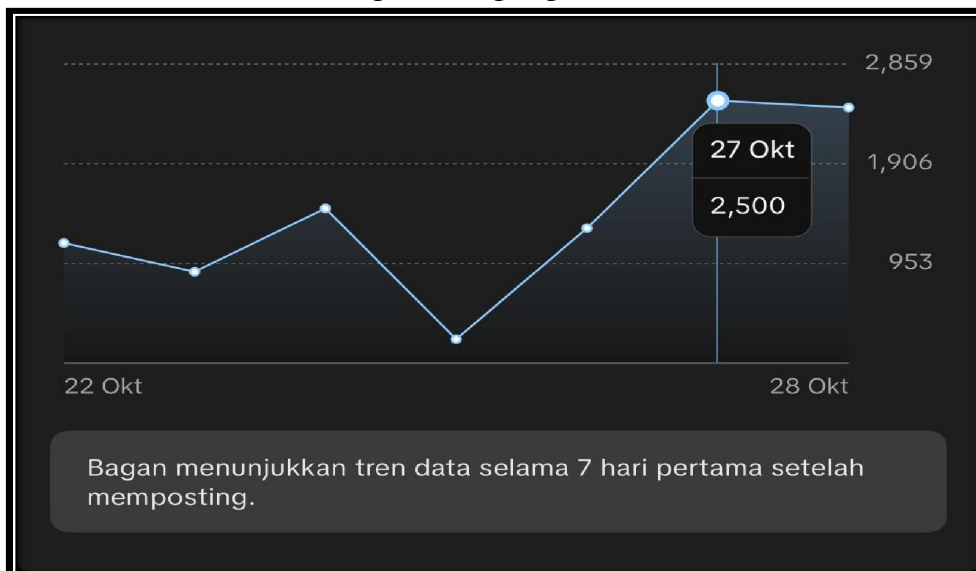 2,859
1,906
953
27 Okt
2,500
22 Okt
28 Okt
Bagan menunjukkan tren data selama 7 hari pertama setelah
memposting.